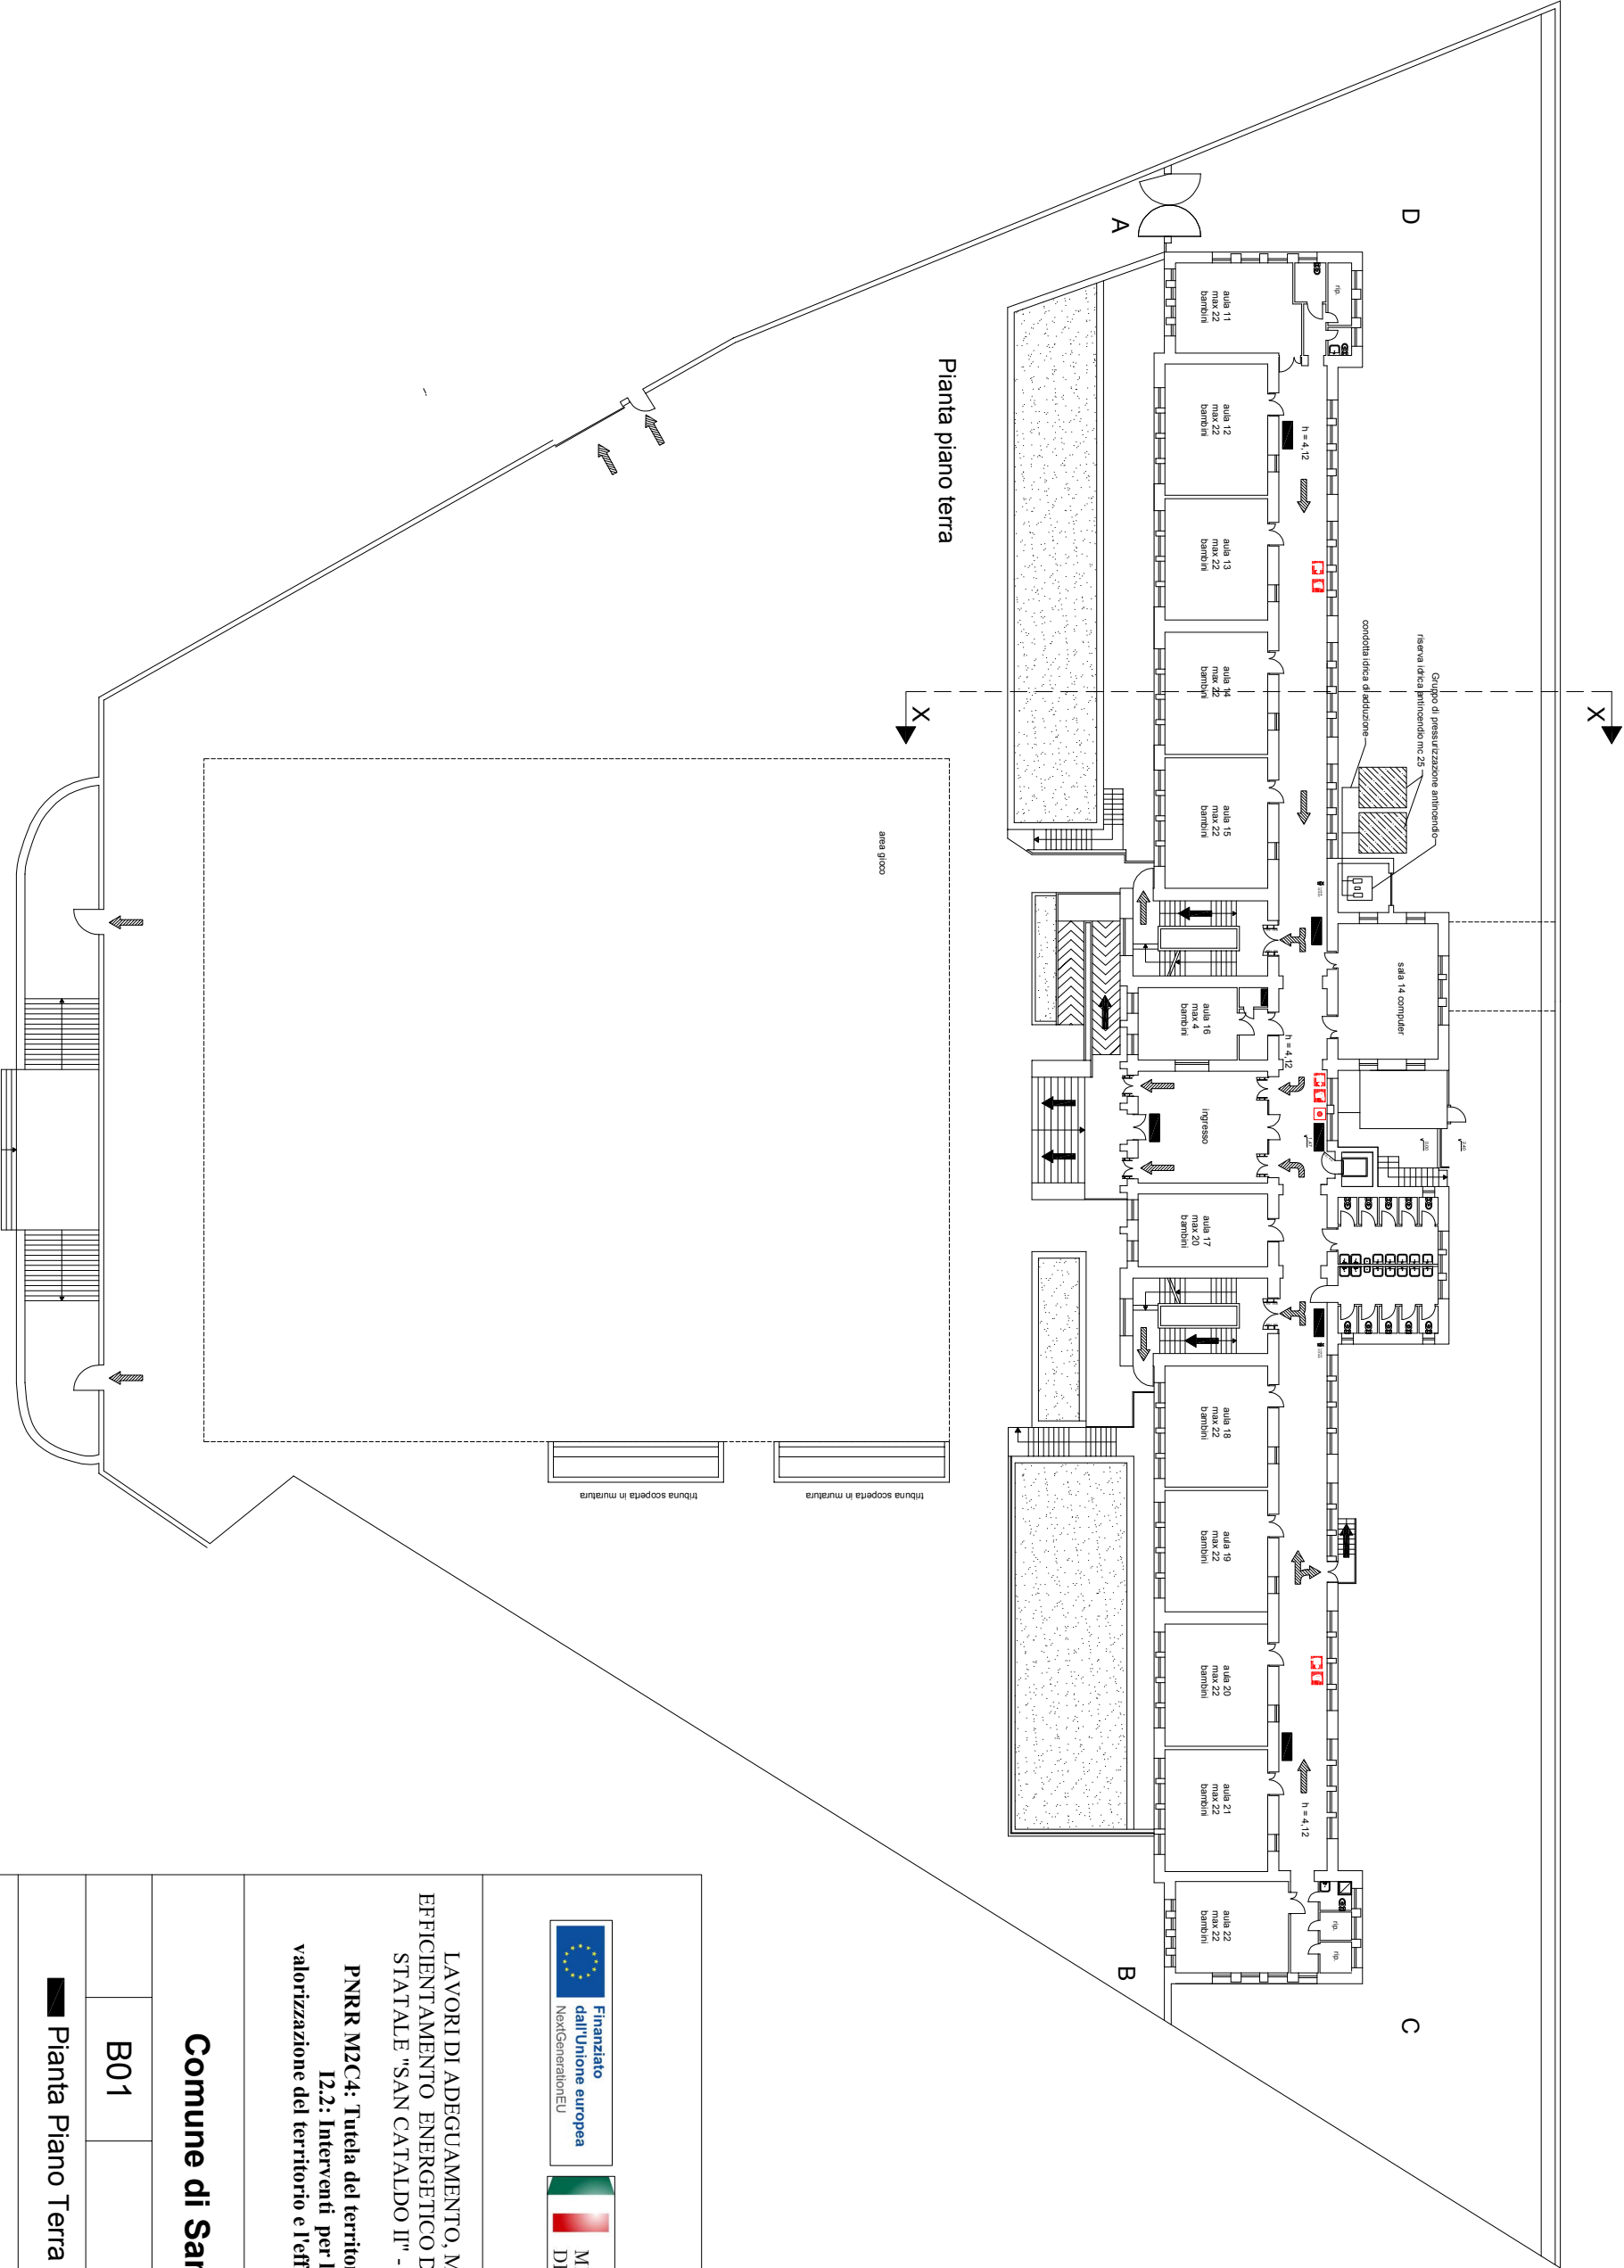 D
A
X
X
C
B
Pianta piano terra
rip.
aula 11
max 22
bambini
h = 4,12
aula 12
max 22
bambini
aula 13
max 22
bambini
aula 14
max 22
bambini
aula 15
max 22
bambini
Gruppo di pressurizzazione antincendio
riserva idrica antincendio mc 25
condotta idrica di adduzione
sala 14 computer
aula 16
max 4
bambini
h = 4,12
ingresso
aula 17
max 20
bambini
aula 18
max 22
bambini
aula 19
max 22
bambini
aula 20
max 22
bambini
aula 21
max 22
bambini
h = 4,12
aula 22
max 22
bambini
rip.
rip.
area gioco
tribuna scoperta in muratura
tribuna scoperta in muratura
Finanziato
dall'Unione europea
NextGenerationEU
LAVORI DI ADEGUAMENTO, M
EFFICIENTAMENTO ENERGETICO D
STATALE "SAN CATALDO II" -
PNRR M2C4: Tutela del territor
I2.2: Interventi per l
valorizzazione del territorio e l'eff
Comune di San
B01
Pianta Piano Terra